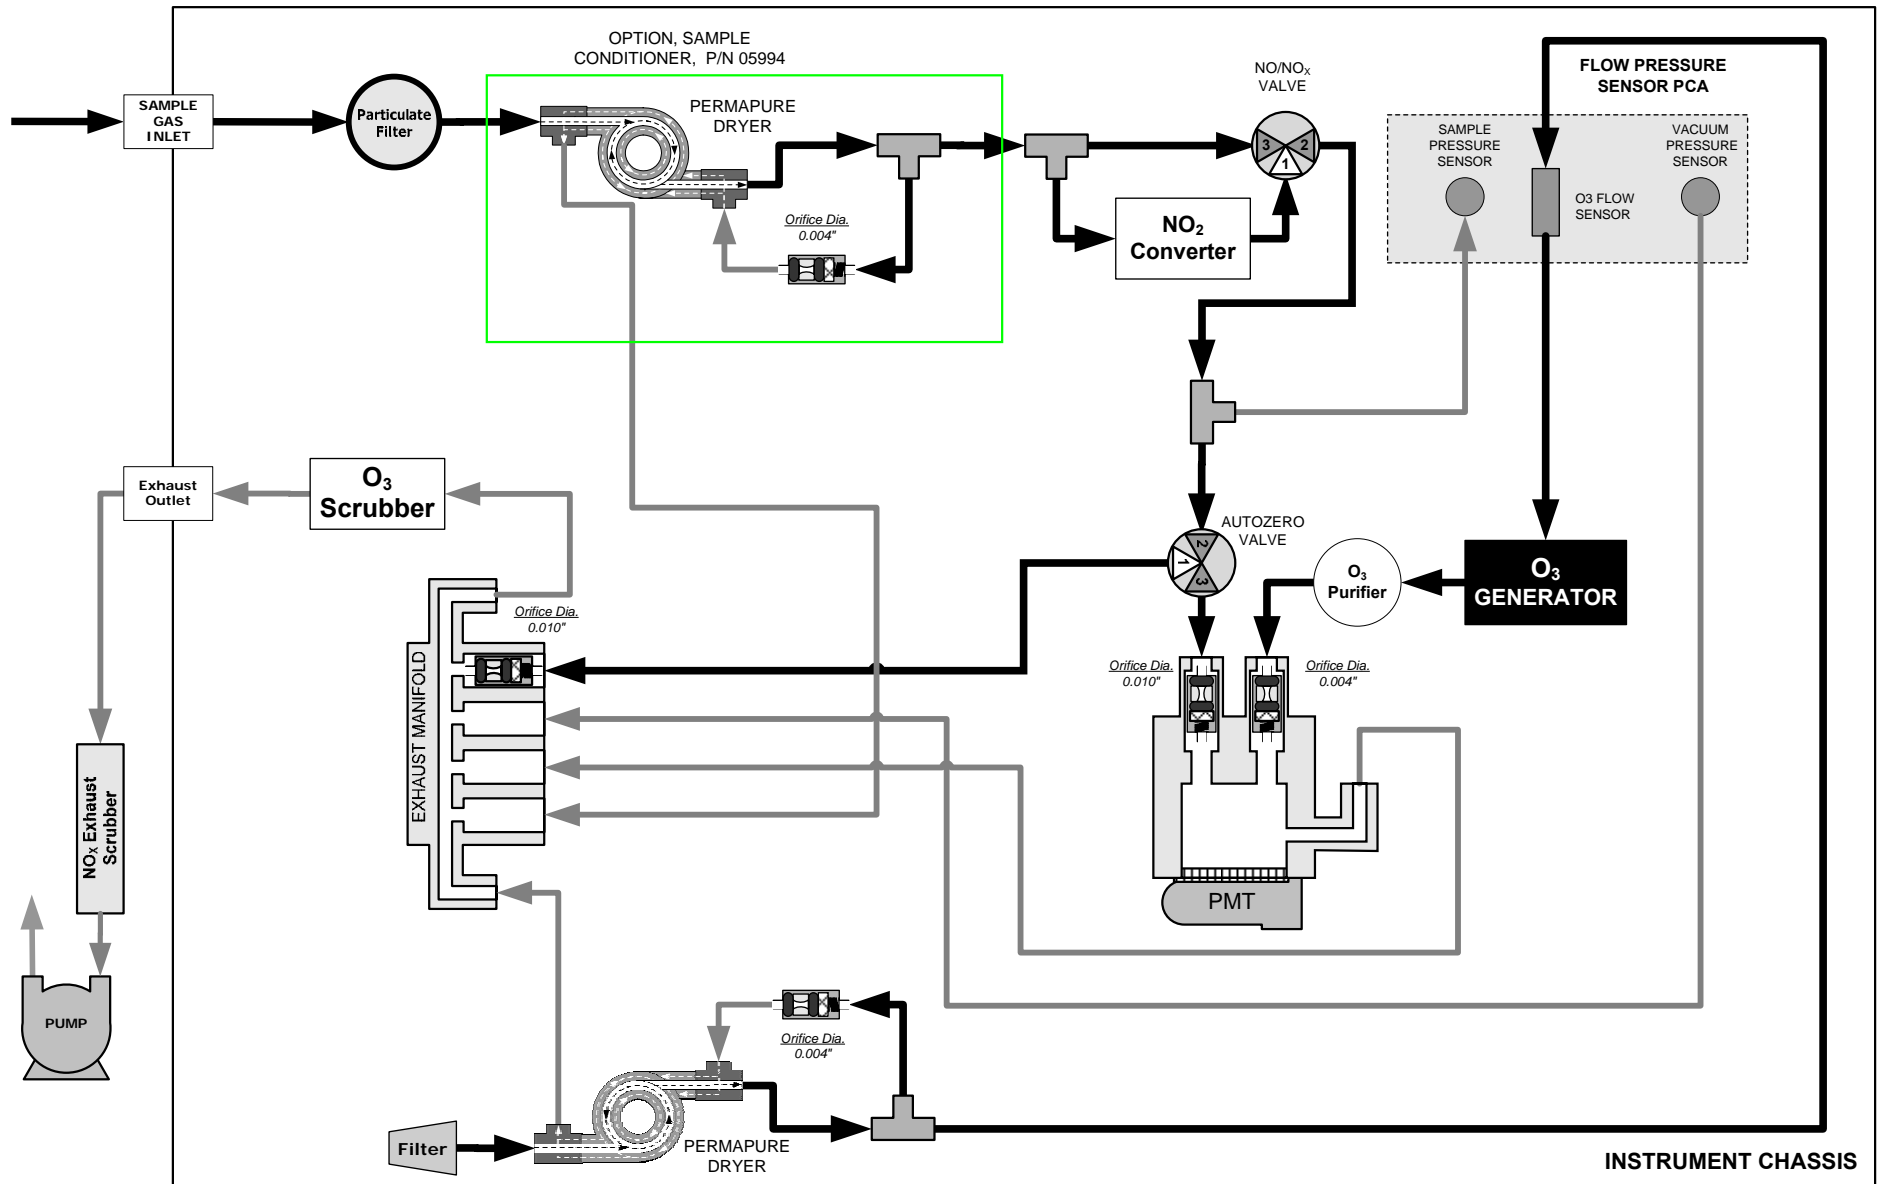 OPTION, SAMPLE
CONDITIONER, P/N 05994
NO/NOX
VALVE
FLOW PRESSURE
SENSOR PCA
SAMPLE
GAS
INLET
Particulate
Filter
PERMAPURE
DRYER
3
2
1
SAMPLE
PRESSURE
SENSOR
VACUUM
PRESSURE
SENSOR
O3 FLOW
SENSOR
Orifice Dia.
0.004"
NO2
Converter
Exhaust
Outlet
O3
Scrubber
AUTOZERO
VALVE
2
1
3
O3
Purifier
O3
GENERATOR
Orifice Dia.
0.010"
EXHAUST MANIFOLD
Orifice Dia.
0.010"
Orifice Dia.
0.004"
NOX Exhaust
Scrubber
PMT
PUMP
Orifice Dia.
0.004"
Filter
PERMAPURE
DRYER
INSTRUMENT CHASSIS